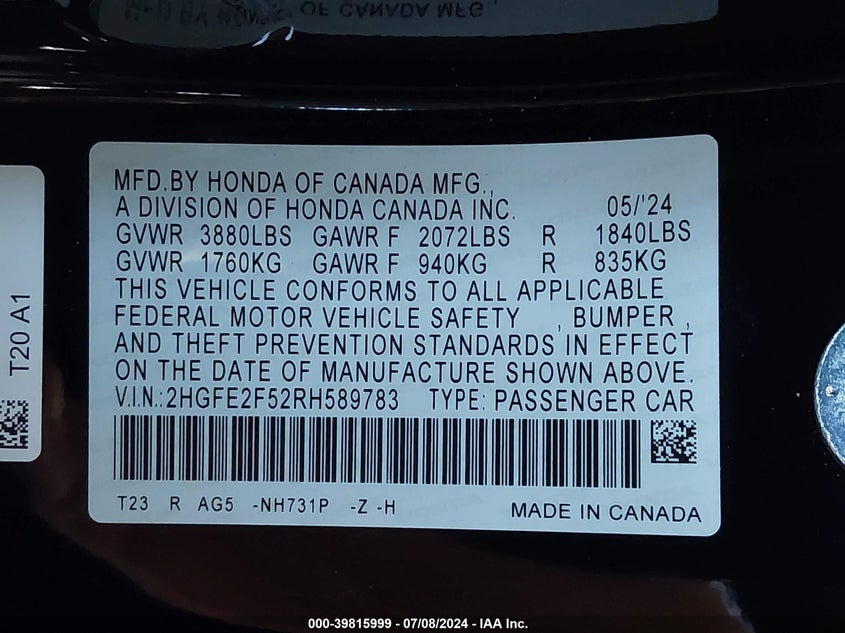 OF CANADA MFG.,
MFD.BY HONDA OF CANADA MFG.,
A DIVISION OF HONDA CANADA INC. 05/'24
GVWR 3880LBS GAWR F 2072LBS R 1840LBS
GVWR 1760KG GAWR F 940KG R 835KG
THIS VEHICLE CONFORMS TO ALL APPLICABLE
FEDERAL MOTOR VEHICLE SAFETY , BUMPER ,
AND THEFT PREVENTION STANDARDS IN EFFECT
ON THE DATE OF MANUFACTURE SHOWN ABOVE.
V.I.N.:2HGFE2F52RH589783 TYPE: PASSENGER CAR
T23 R AG5 -NH731P -Z -H MADE IN CANADA
T20 A1
000-39815999 - 07/08/2024 - IAA Inc.